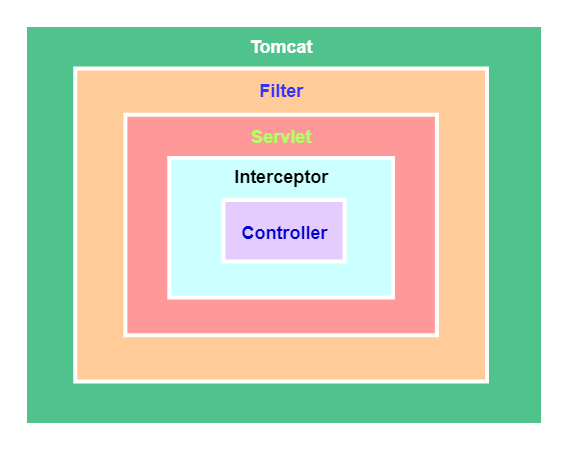 Tomcat
Filter
Servlet
Interceptor
Controller